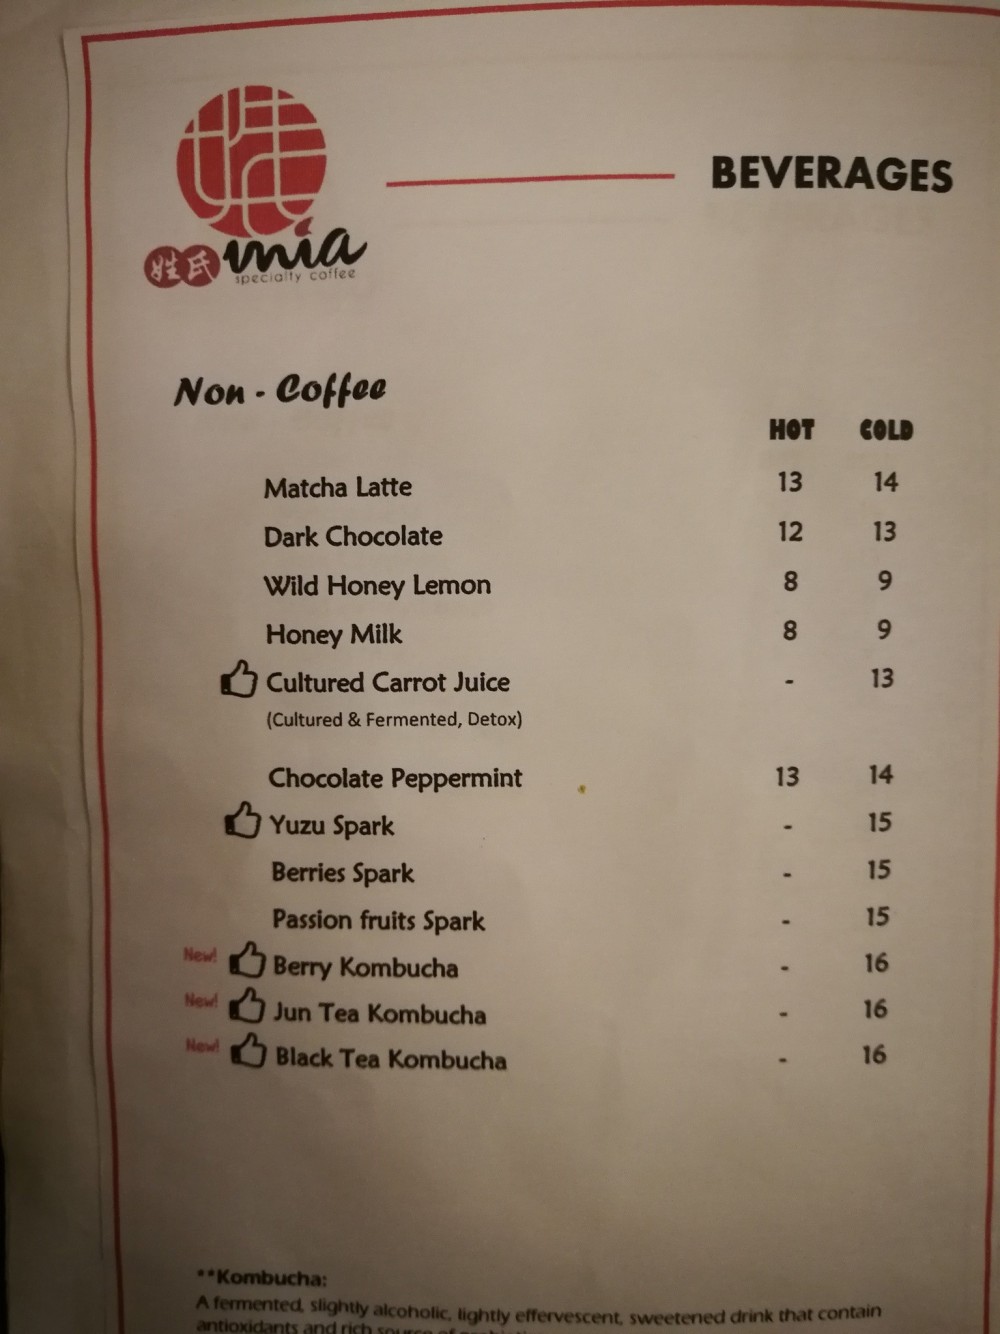 BEVERAGES
姓氏 mia
specialty coffee
Non - Coffee
HOT COLD
Matcha Latte 13 14
Dark Chocolate 12 13
Wild Honey Lemon 8 9
Honey Milk 8 9
Cultured Carrot Juice - 13
(Cultured & Fermented, Detox)
Chocolate Peppermint 13 14
Yuzu Spark - 15
Berries Spark - 15
Passion fruits Spark - 15
New! Berry Kombucha - 16
New! Jun Tea Kombucha - 16
New! Black Tea Kombucha - 16
**Kombucha:
A fermented, slightly alcoholic, lightly effervescent, sweetened drink that contain
antioxidants and rich source of